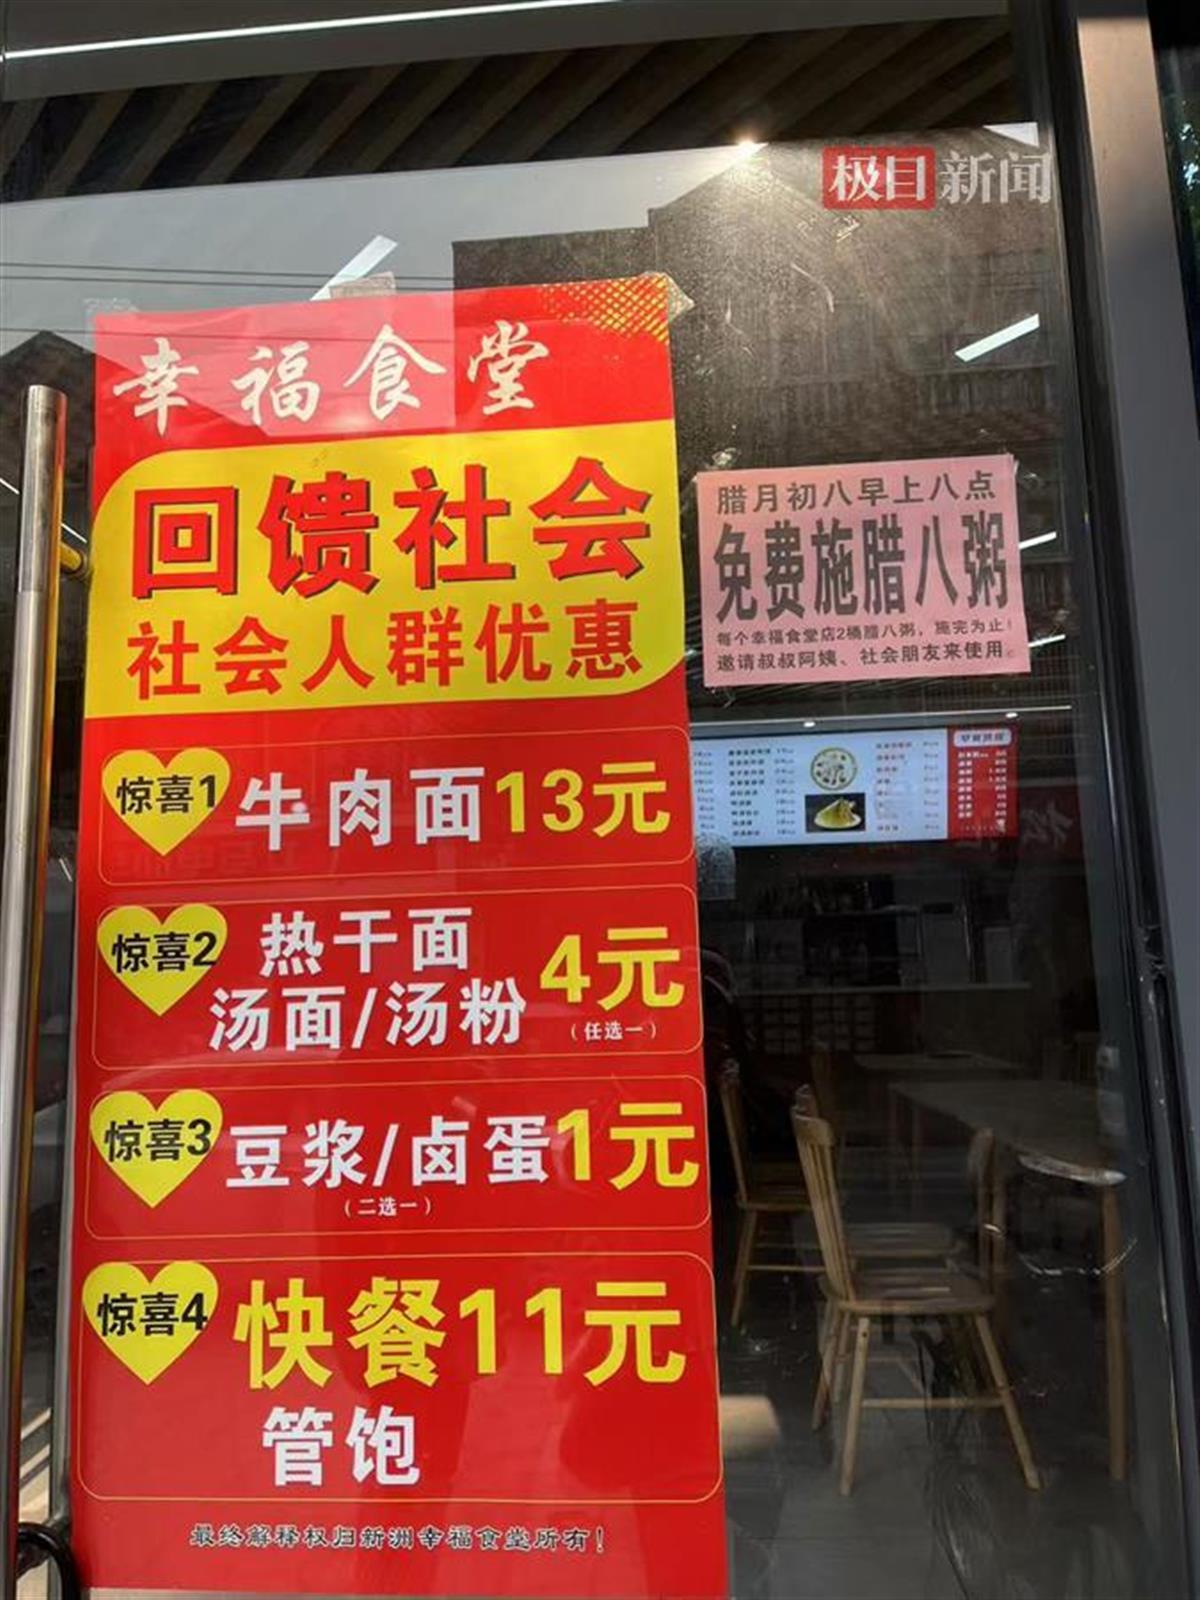 极目新闻
幸福食堂
回馈社会
社会人群优惠
惊喜1 牛肉面13元
惊喜2 热干面
汤面/汤粉 4元
（任选一）
惊喜3 豆浆/卤蛋1元
（二选一）
惊喜4 快餐11元
管饱
最终解释权归新洲幸福食堂所有！
腊月初八早上八点
免费施腊八粥
每个幸福食堂店2桶腊八粥，施完为止！
邀请叔叔阿姨、社会朋友来使用。